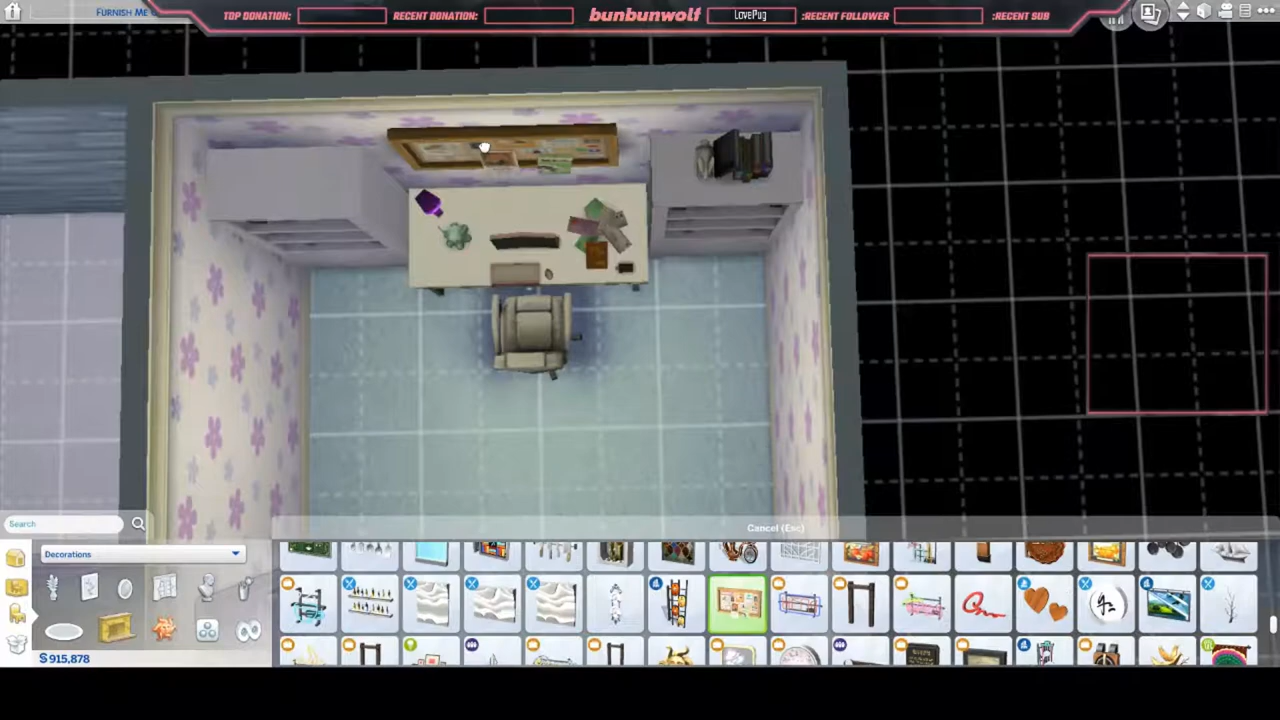 FURNISH ME
TOP DONATION:
RECENT DONATION:
bunbunwolf
LovePug
:RECENT FOLLOWER
:RECENT SUB
Search
Cancel (Esc)
Decorations
§915,878